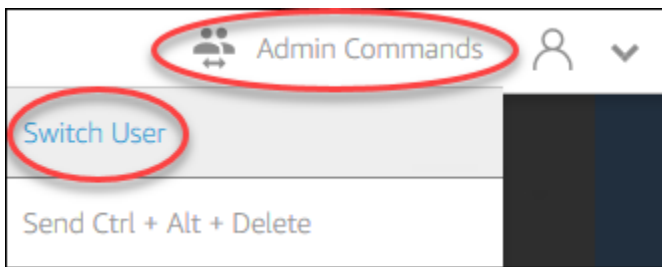 Admin Commands
Switch User
Send Ctrl + Alt + Delete